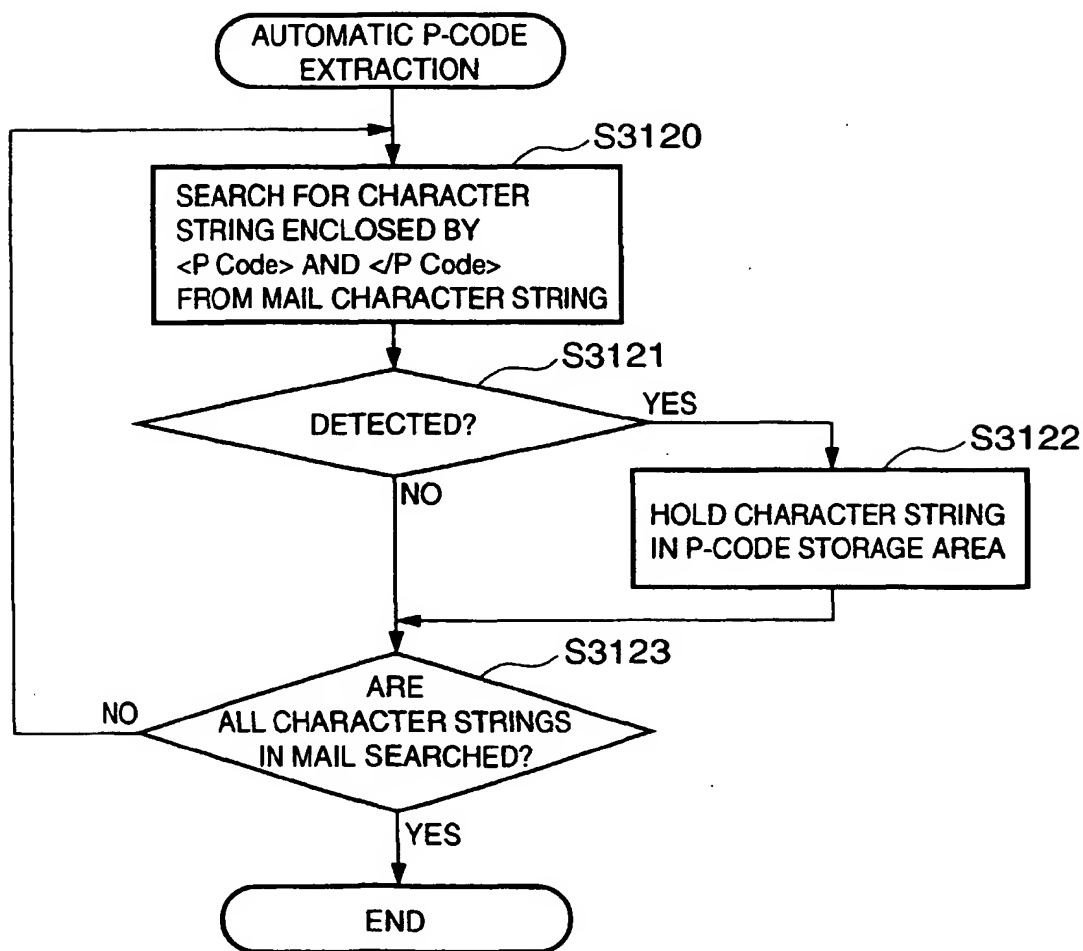 AUTOMATIC P-CODE
EXTRACTION
S3120
SEARCH FOR CHARACTER
STRING ENCLOSED BY
<P Code> AND </P Code>
FROM MAIL CHARACTER STRING
S3121
DETECTED?
YES
S3122
NO
HOLD CHARACTER STRING
IN P-CODE STORAGE AREA
S3123
ARE
ALL CHARACTER STRINGS
IN MAIL SEARCHED?
NO
YES
END